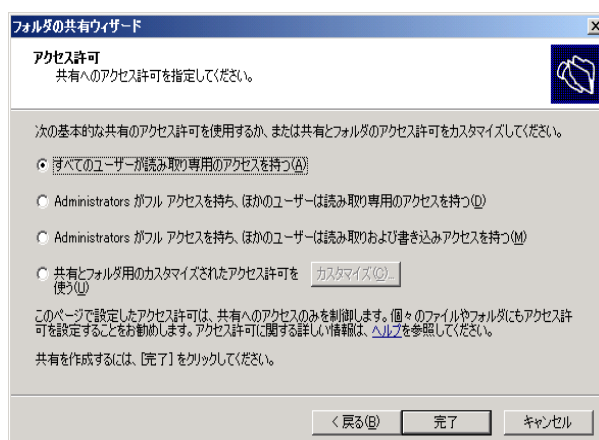 フォルダの共有ウィザード
アクセス許可
共有へのアクセス許可を指定してください。
次の基本的な共有のアクセス許可を使用するか、または共有とフォルダのアクセス許可をカスタマイズしてください。
すべてのユーザーが読み取り専用のアクセスを持つ(A)
Administrators がフル アクセスを持ち、ほかのユーザーは読み取り専用のアクセスを持つ(D)
Administrators がフル アクセスを持ち、ほかのユーザーは読み取りおよび書き込みアクセスを持つ(M)
共有とフォルダ用のカスタマイズされたアクセス許可を
使う(U)
カスタマイズ(C)...
このページで設定したアクセス許可は、共有へのアクセスのみを制御します。個々のファイルやフォルダにもアクセス許
可を設定することをお勧めします。アクセス許可に関する詳しい情報は、ヘルプを参照してください。
共有を作成するには、[完了] をクリックしてください。
< 戻る(B)
完了
キャンセル